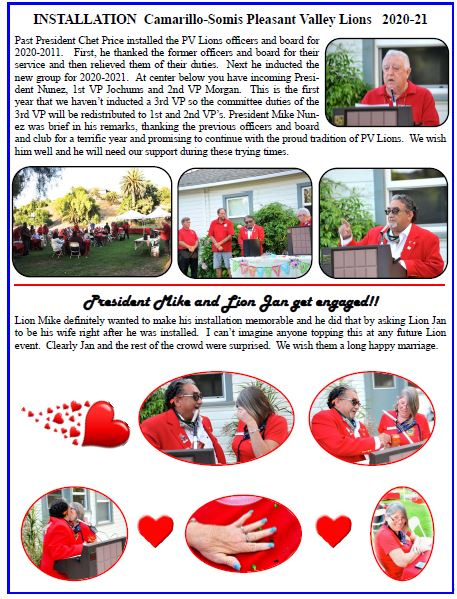 INSTALLATION Camarillo-Somis Pleasant Valley Lions 2020-21
Past President Chet Price installed the PV Lions officers and board for
2020-2011. First, he thanked the former officers and board for their
service and then relieved them of their duties. Next he inducted the
new group for 2020-2021. At center below you have incoming Presi-
dent Nunez, 1st VP Jochums and 2nd VP Morgan. This is the first
year that we haven't inducted a 3rd VP so the committee duties of the
3rd VP will be redistributed to 1st and 2nd VP's. President Mike Nun-
ez was brief in his remarks, thanking the previous officers and board
and club for a terrific year and promising to continue with the proud tradition of PV Lions. We wish
him well and he will need our support during these trying times.
President Mike and Lion Jan get engaged!!
Lion Mike definitely wanted to make his installation memorable and he did that by asking Lion Jan
to be his wife right after he was installed. I can't imagine anyone topping this at any future Lion
event. Clearly Jan and the rest of the crowd were surprised. We wish them a long happy marriage.